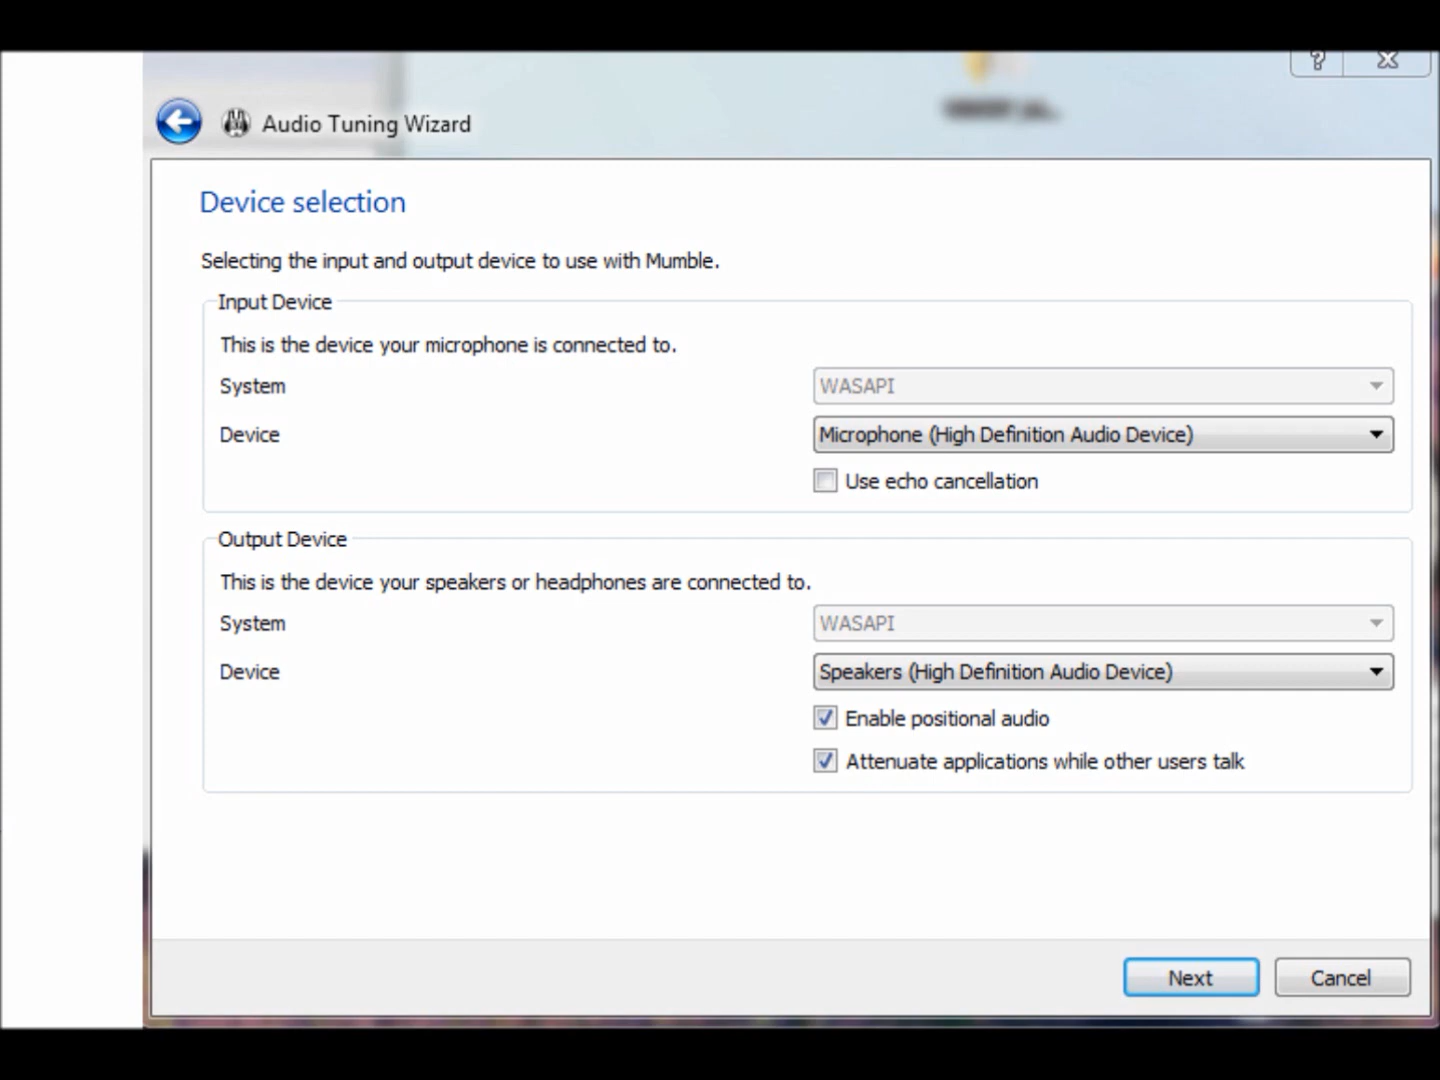 Audio Tuning Wizard
Device selection
Selecting the input and output device to use with Mumble.
Input Device
This is the device your microphone is connected to.
System WASAPI
Device Microphone (High Definition Audio Device)
Use echo cancellation
Output Device
This is the device your speakers or headphones are connected to.
System WASAPI
Device Speakers (High Definition Audio Device)
Enable positional audio
Attenuate applications while other users talk
Next Cancel